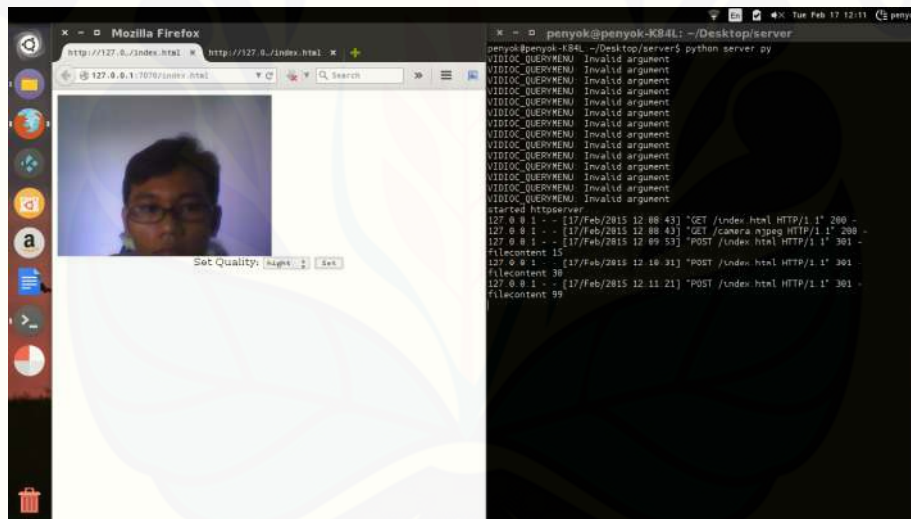 En
Tue Feb 17 12:11
Mozilla Firefox
http://127.0../index.html
http://127.0../index.html
127.0.0.1:7070/index.html
Search
Set Quality:
hight
Set
a
penyok@penyok-K84L: ~/Desktop/server
penyok@penyok-K84L ~/Desktop/server$ python server py
VIDIOC_QUERYMENU: Invalid argument
VIDIOC_QUERYMENU: Invalid argument
VIDIOC_QUERYMENU: Invalid argument
VIDIOC_QUERYMENU: Invalid argument
VIDIOC_QUERYMENU: Invalid argument
VIDIOC_QUERYMENU: Invalid argument
VIDIOC_QUERYMENU: Invalid argument
VIDIOC_QUERYMENU: Invalid argument
VIDIOC_QUERYMENU: Invalid argument
VIDIOC_QUERYMENU: Invalid argument
VIDIOC_QUERYMENU: Invalid argument
VIDIOC_QUERYMENU: Invalid argument
VIDIOC_QUERYMENU: Invalid argument
VIDIOC_QUERYMENU: Invalid argument
started httpserver
127.0.0.1 - - [17/Feb/2015 12 08 43] "GET /index html HTTP/1 1" 200 -
127.0.0.1 - - [17/Feb/2015 12 08 43] "GET /camera mjpeg HTTP/1 1" 200 -
127.0.0.1 - - [17/Feb/2015 12 09 53] "POST /index html HTTP/1 1" 301 -
filecontent 15
127.0.0.1 - - [17/Feb/2015 12 10 31] "POST /index html HTTP/1 1" 301 -
filecontent 30
127.0.0.1 - - [17/Feb/2015 12 11 21] "POST /index html HTTP/1 1" 301 -
filecontent 99